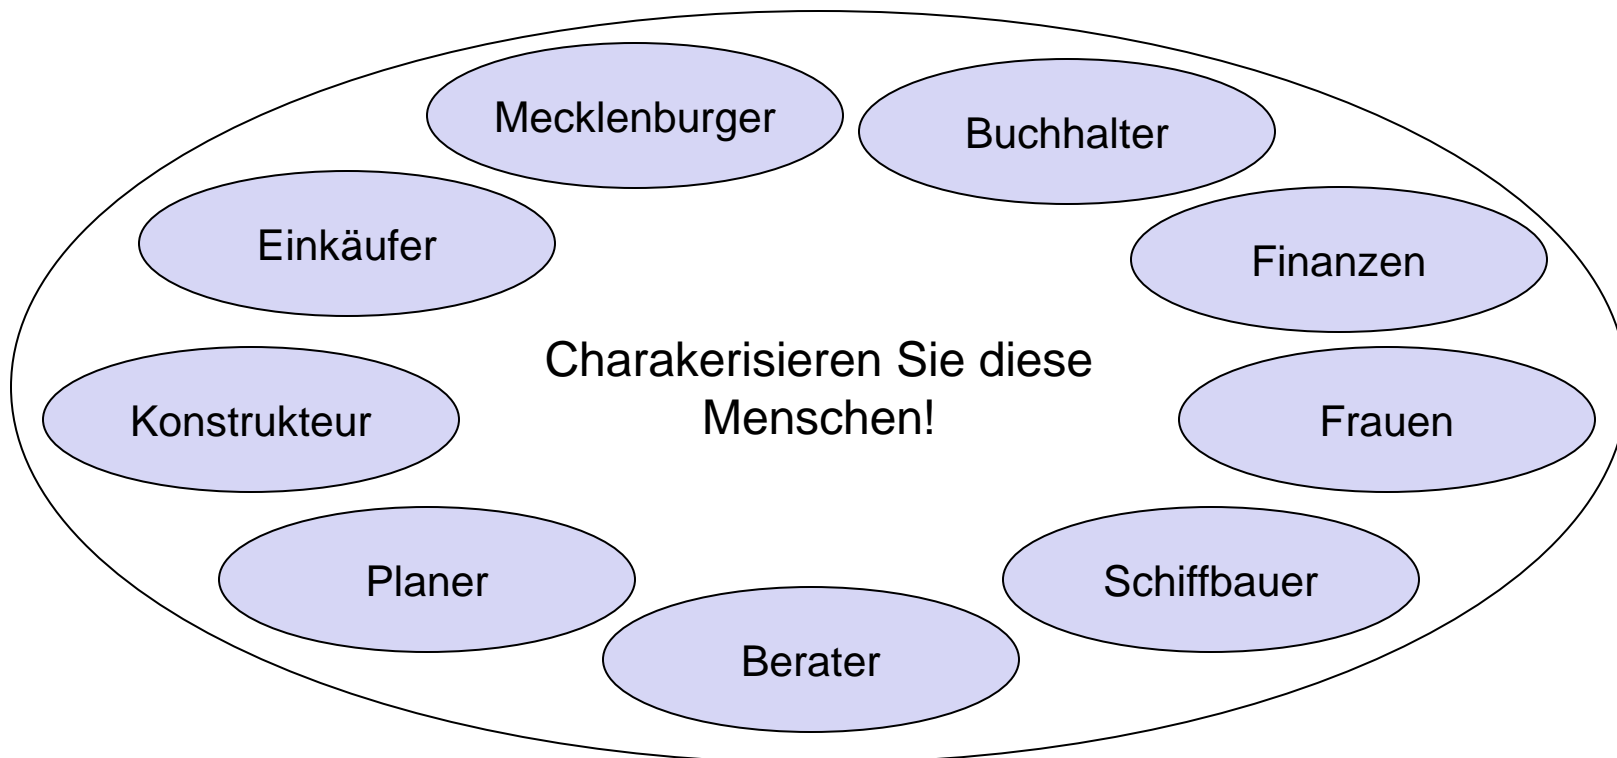 Mecklenburger
Buchhalter
Einkäufer
Finanzen
Charakerisieren Sie diese
Menschen!
Konstrukteur
Frauen
Planer
Schiffbauer
Berater